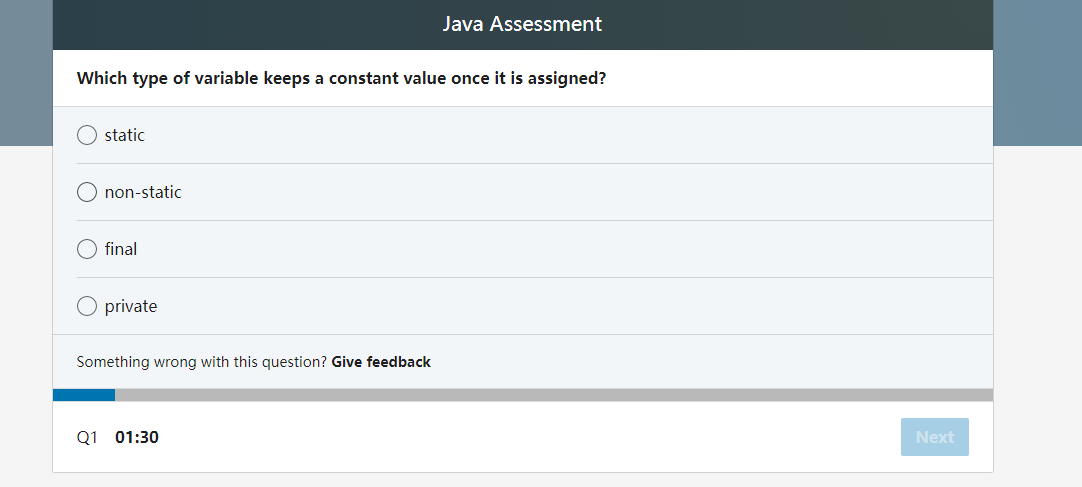 Java Assessment
Which type of variable keeps a constant value once it is assigned?
static
non-static
final
private
Something wrong with this question? Give feedback
Q1 01:30
Next